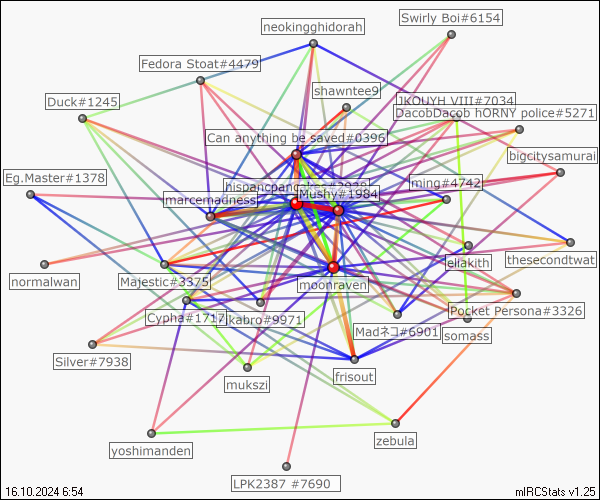 neokingghidorah
Swirly Boi#6154
Fedora Stoat#4479
shawntee9
Duck#1245
JKOUYH VIII#7034
DacobDacob hORNY police#5271
Can anything be saved#0396
bigcitysamurai
Eg.Master#1378
ming#4742
Mushy#1984
marcemadness
eliakith
thesecondtwat
normalwan
Majestic#3375
moonraven
Pocket Persona#3326
Cypha#1717
kabro#9971
Madネコ#6901
somass
Silver#7938
mukszi
frisout
zebula
yoshimanden
LPK2387 #7690
16.10.2024 6:54
mIRCStats v1.25